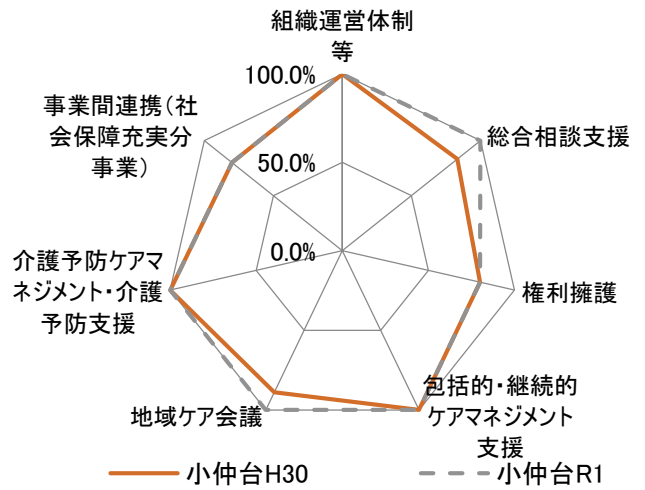 組織運営体制
等
100.0%
事業間連携（社
会保障充実分
事業）
総合相談支援
50.0%
0.0%
介護予防ケアマ
ネジメント・介護
予防支援
権利擁護
包括的・継続的
ケアマネジメント
支援
地域ケア会議
小仲台H30
小仲台R1